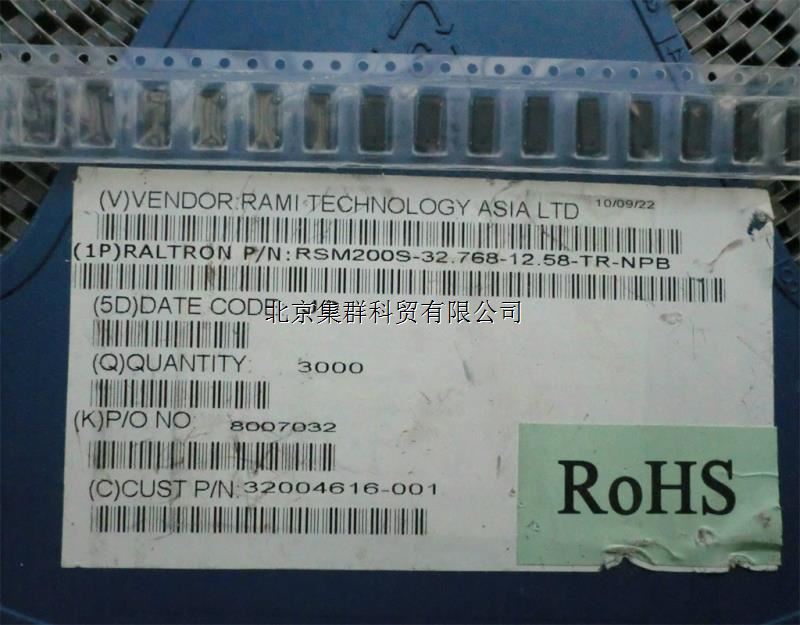 (V)VENDOR:RAMI TECHNOLOGY ASIA LTD 10/09/22
(1P)RALTRON P/N:RSM200S-32.768-12.58-TR-NPB
(5D)DATE CODE
北京集群科贸有限公司
(Q)QUANTITY: 3000
(K)P/O NO 8007032
(C)CUST P/N:32004616-001
RoHS